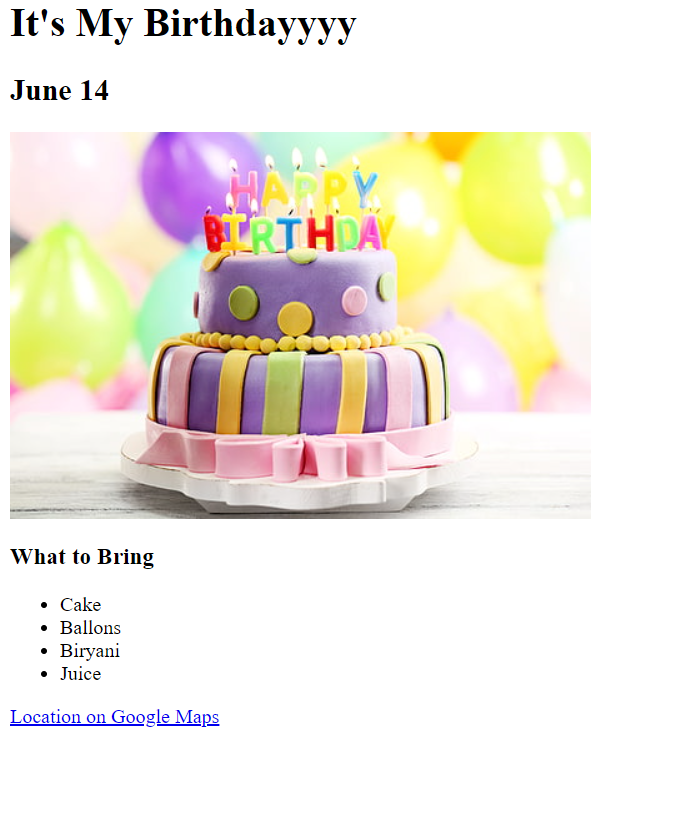 It's My Birthdayyyy
June 14
HAPPY
BIRTHDAY
What to Bring
Cake
Ballons
Biryani
Juice
Location on Google Maps